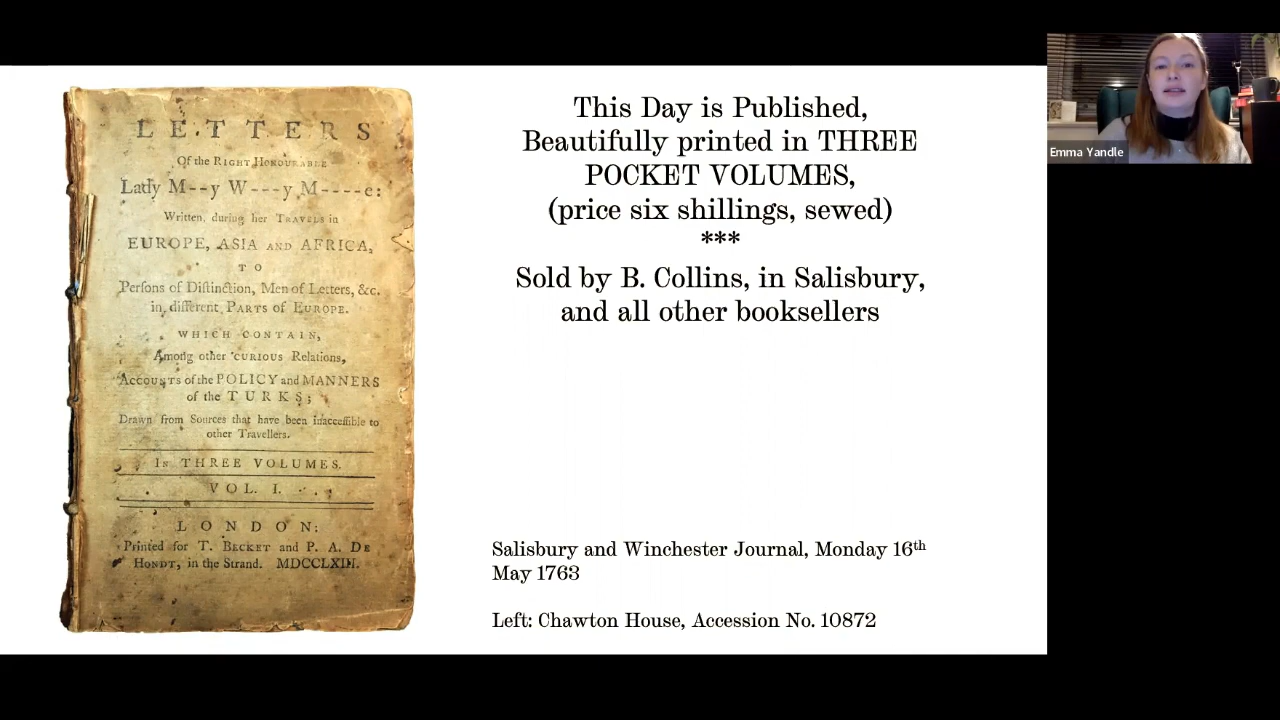 LETTERS
Of the RIGHT HONOURABLE
Lady M--y W---y M----e:
Written, during her TRAVELS in
EUROPE, ASIA AND AFRICA,
TO
Perſons of Diſtinction, Men of Letters, &c.
in different PARTS of EUROPE.
WHICH CONTAIN,
Among other CURIOUS Relations,
ACCOUNTS of the POLICY and MANNERS
of the TURKS;
Drawn from Sources that have been inacceſſible to
other Travellers.
IN THREE VOLUMES.
VOL. I.
LONDON:
Printed for T. BECKET and P. A. DE
HONDT, in the Strand. MDCCLXIII.
This Day is Published,
Beautifully printed in THREE
POCKET VOLUMES,
(price six shillings, sewed)
***
Sold by B. Collins, in Salisbury,
and all other booksellers
Salisbury and Winchester Journal, Monday 16th
May 1763
Left: Chawton House, Accession No. 10872
Emma Yandle